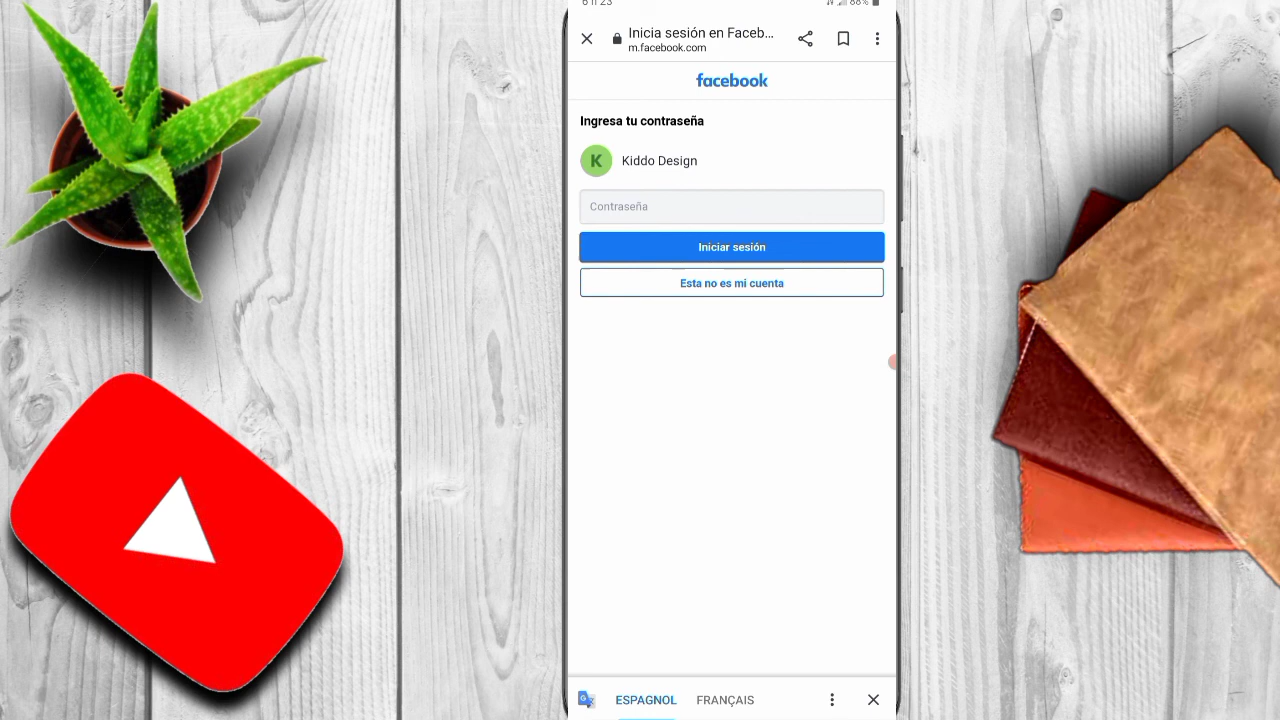 Inicia sesión en Faceb...
m.facebook.com
facebook
Ingresa tu contraseña
K
Kiddo Design
Contraseña
Iniciar sesión
Esta no es mi cuenta
ESPAGNOL FRANÇAIS